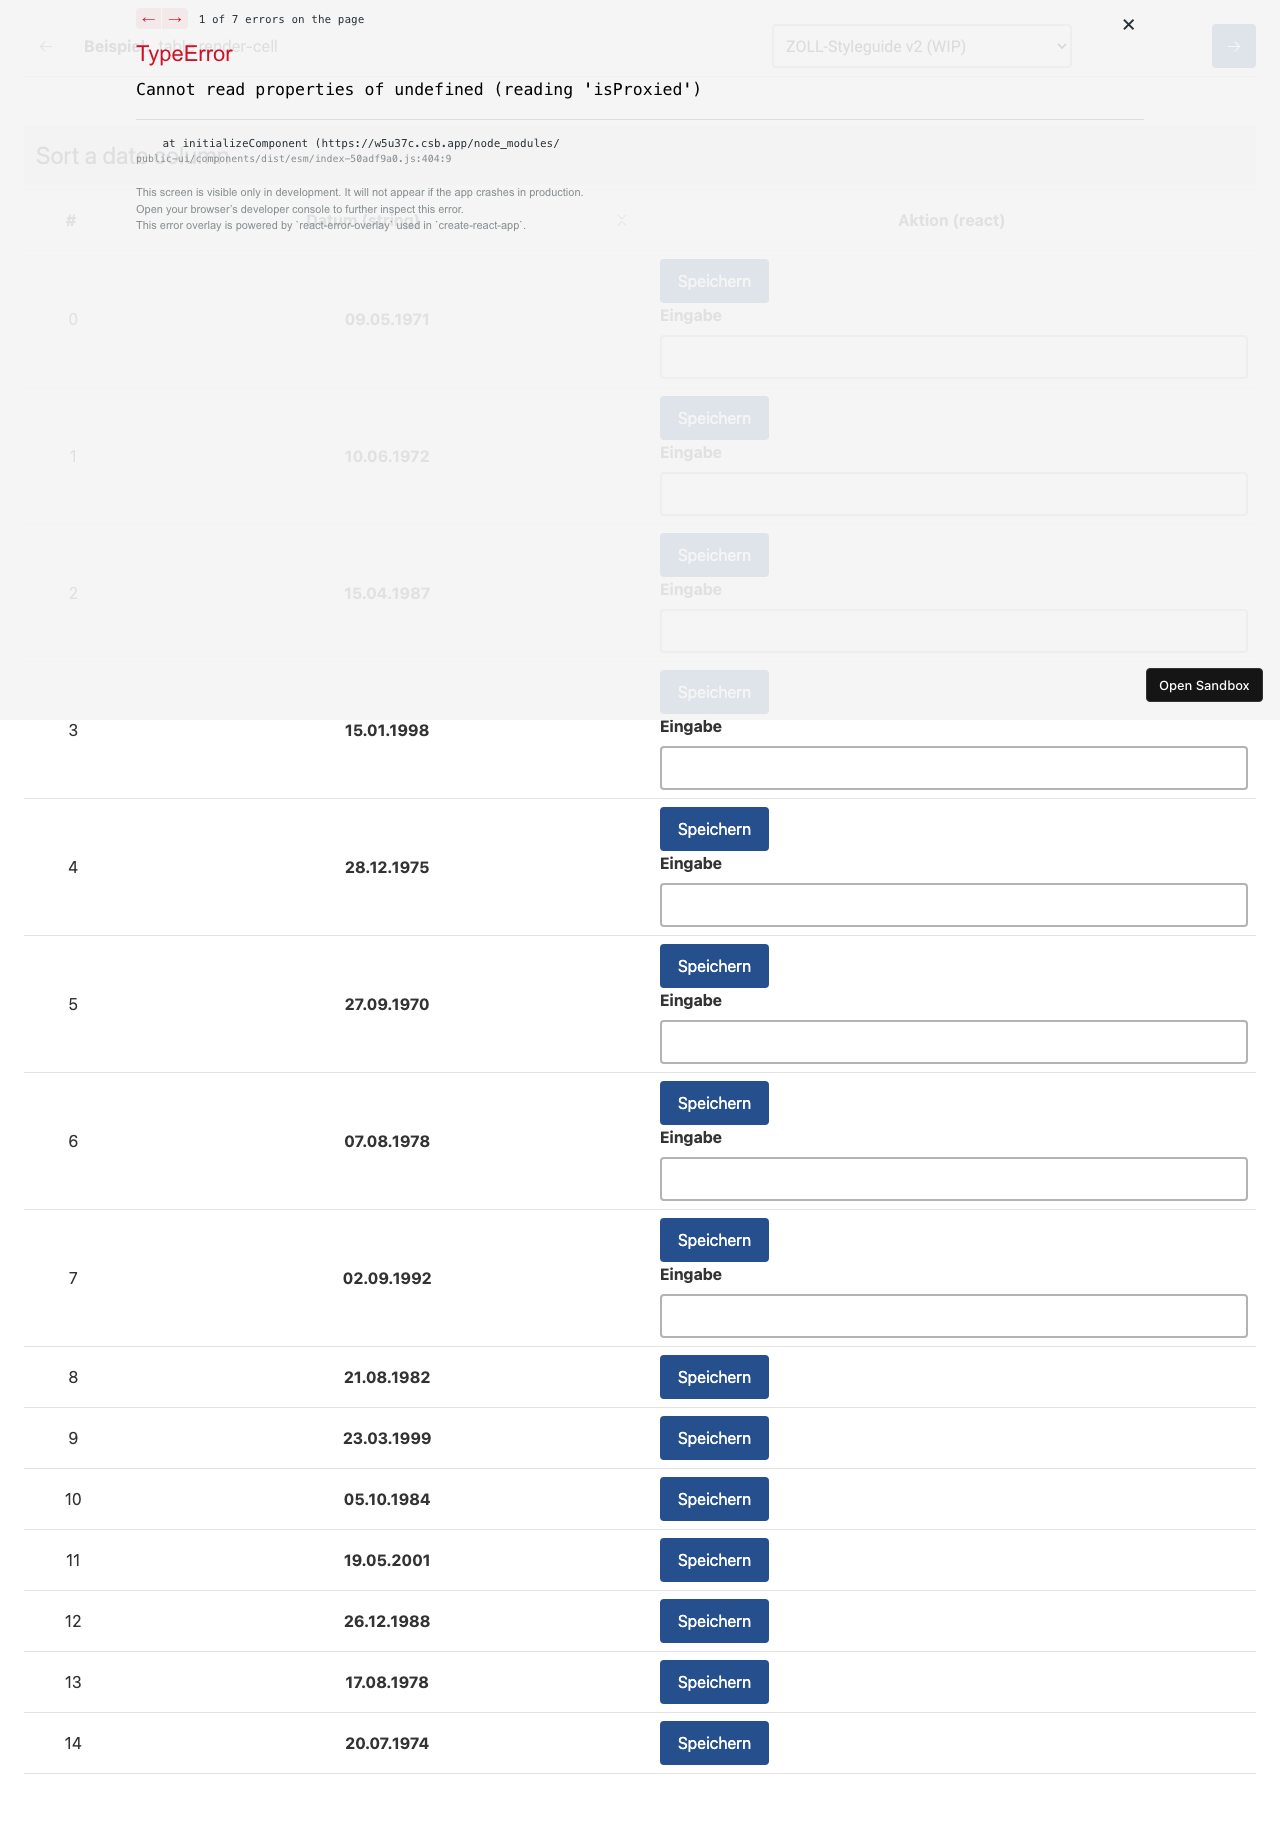 ← → 1 of 7 errors on the page
×
← Beispiel table render-cell
ZOLL-Styleguide v2 (WIP)
→
TypeError
Cannot read properties of undefined (reading 'isProxied')
at initializeComponent (https://w5u37c.csb.app/node_modules/
public-ui/components/dist/esm/index-50adf9a0.js:404:9
Sort a date column
This screen is visible only in development. It will not appear if the app crashes in production.
Open your browser’s developer console to further inspect this error.
This error overlay is powered by `react-error-overlay` used in `create-react-app`.
# Datum (string) Aktion (react)
Speichern
0 09.05.1971 Eingabe
Speichern
1 10.06.1972 Eingabe
Speichern
2 15.04.1987 Eingabe
Open Sandbox
Speichern
3 15.01.1998 Eingabe
Speichern
4 28.12.1975 Eingabe
Speichern
5 27.09.1970 Eingabe
Speichern
6 07.08.1978 Eingabe
Speichern
7 02.09.1992 Eingabe
8 21.08.1982 Speichern
9 23.03.1999 Speichern
10 05.10.1984 Speichern
11 19.05.2001 Speichern
12 26.12.1988 Speichern
13 17.08.1978 Speichern
14 20.07.1974 Speichern